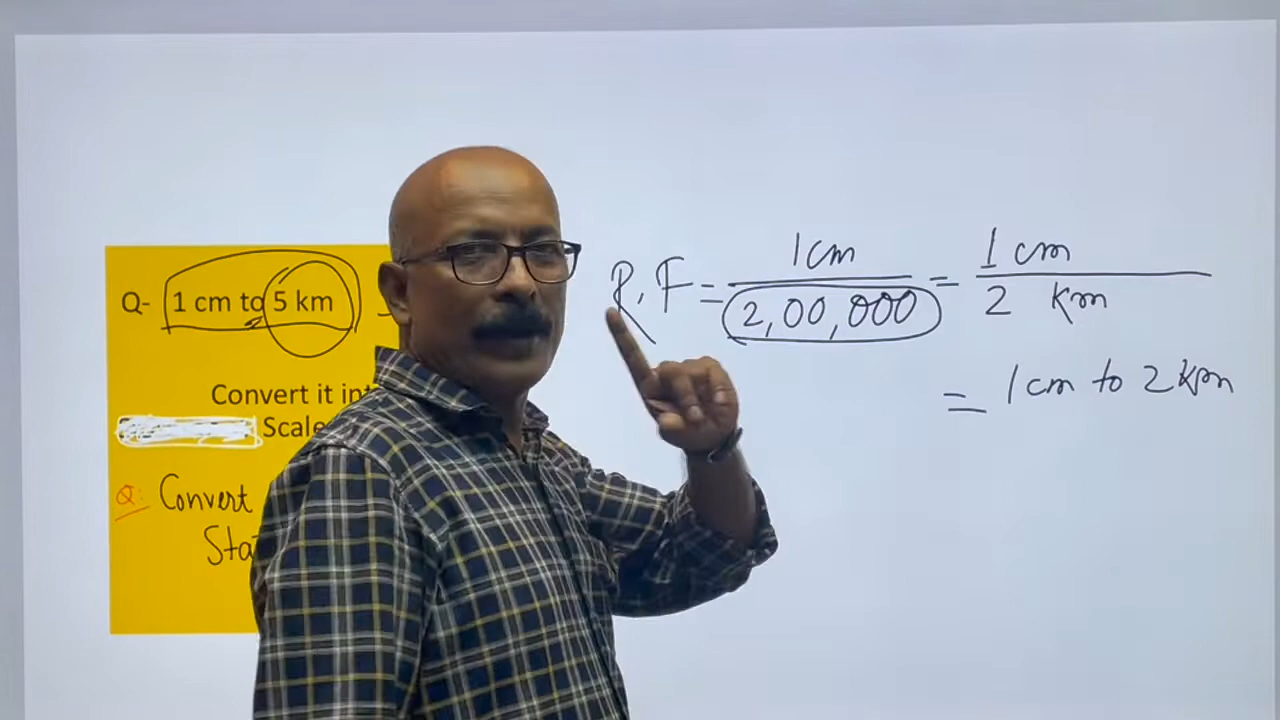 Q- 1 cm to 5 km
Convert it int
Scale
Q: Convert
Sta
R.F = 1cm / 2,00,000 = 1 cm / 2 km
= 1cm to 2 km